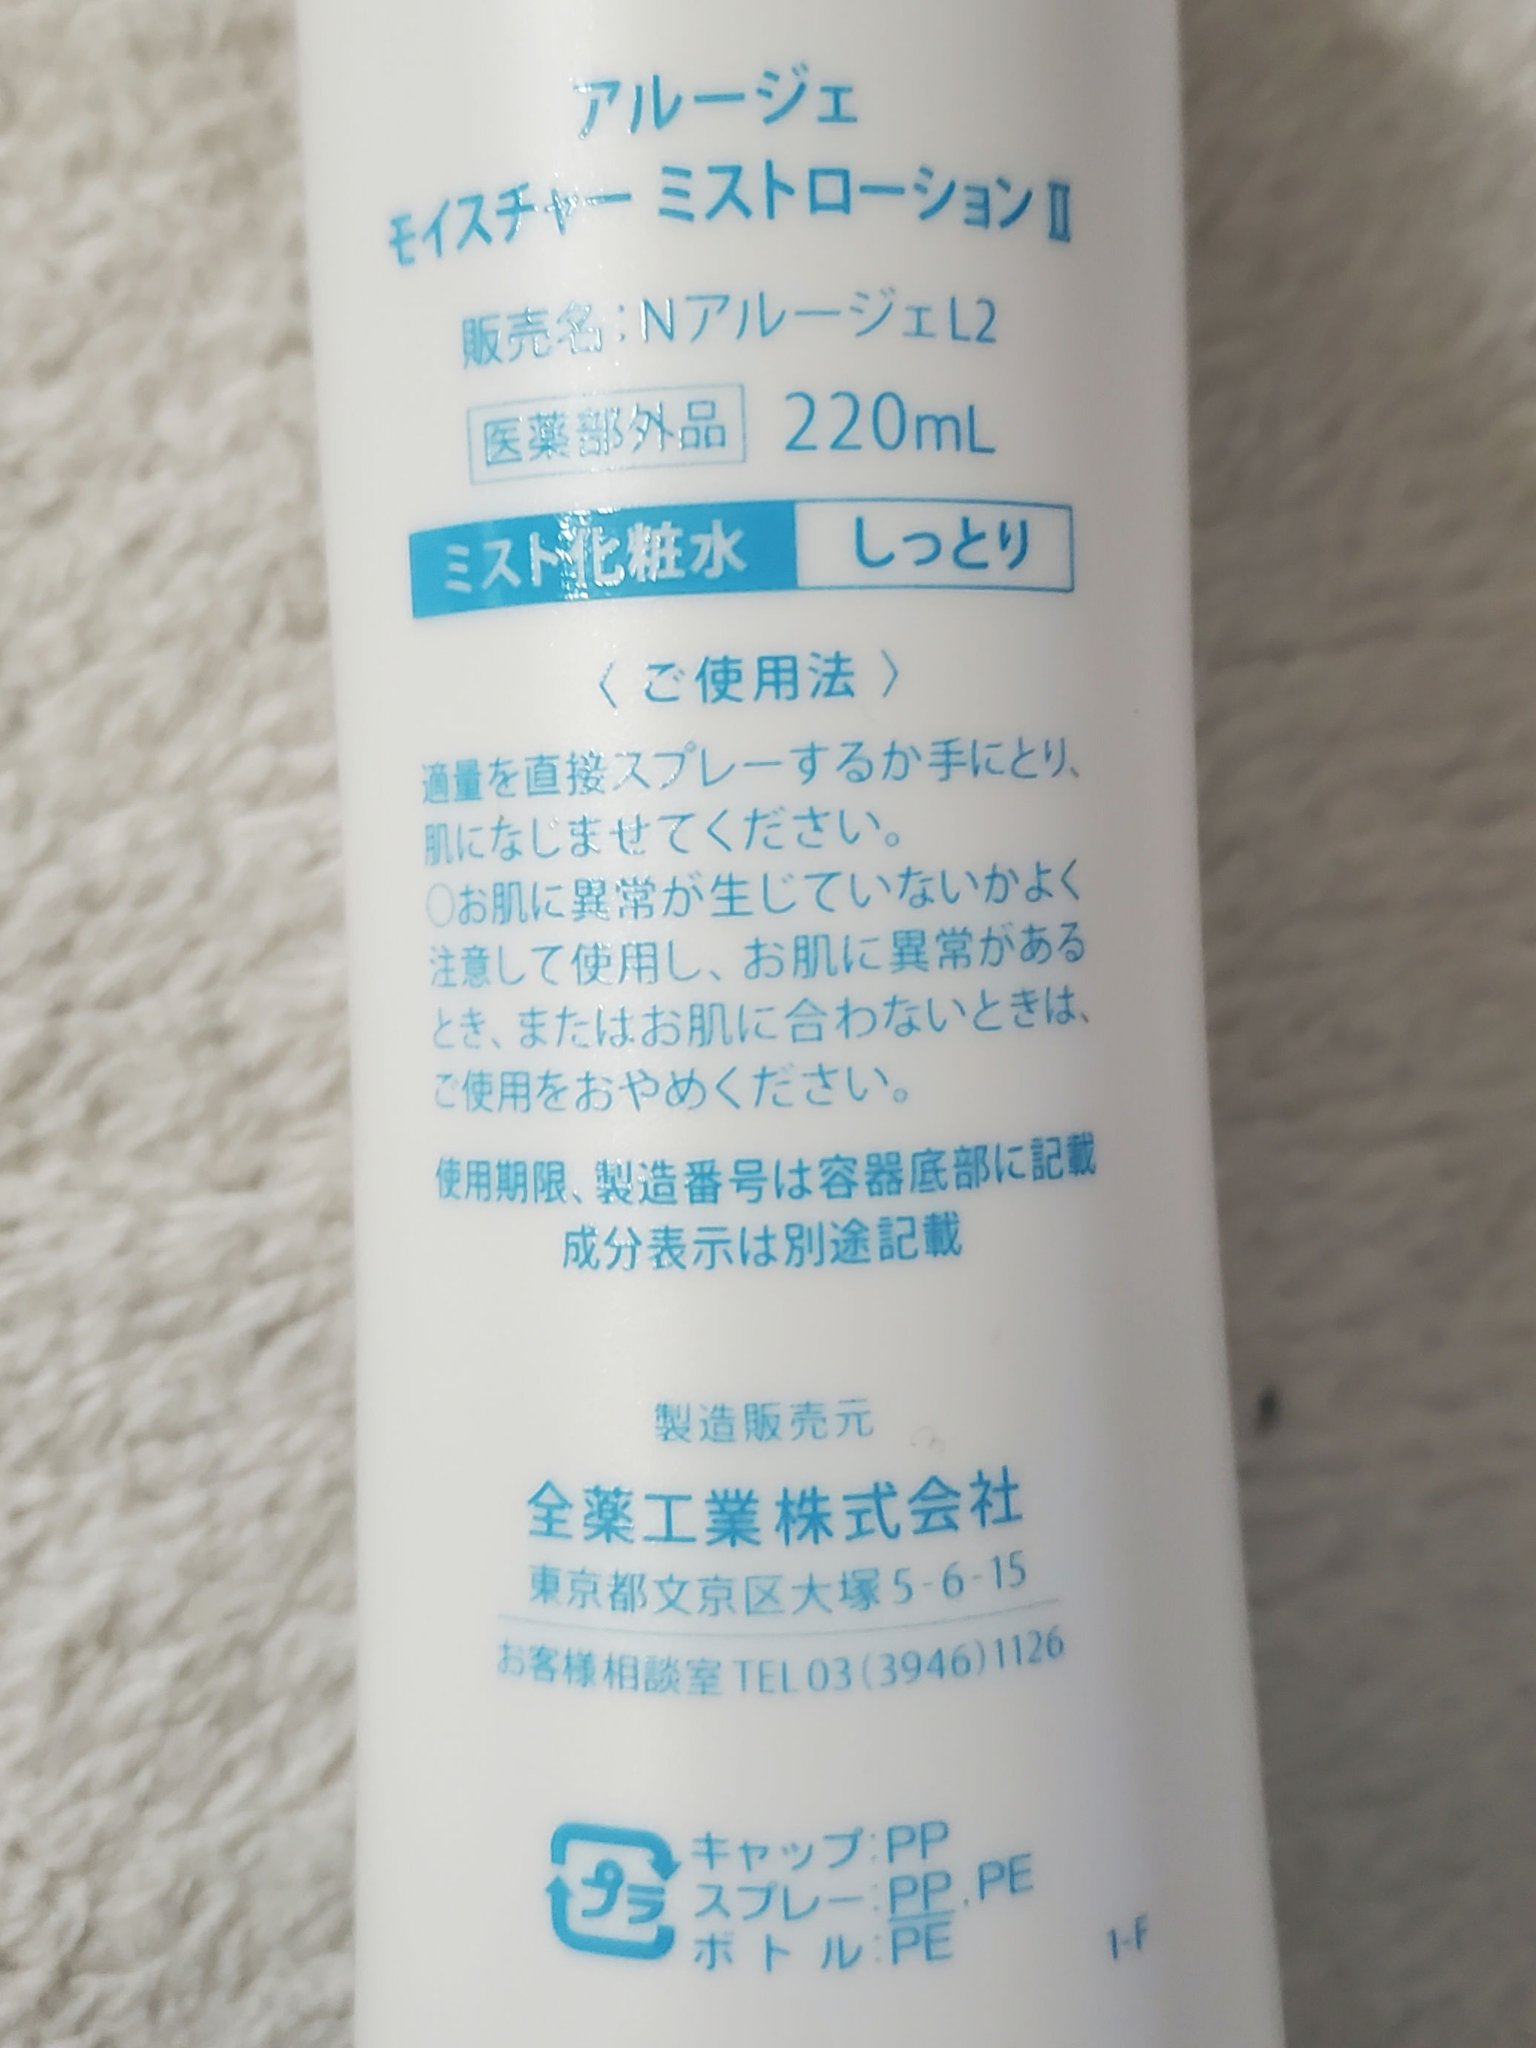 アルージェ
モイスチャー ミストローションⅡ
販売名：NアルージェL2
医薬部外品 220mL
ミスト化粧水 しっとり
〈ご使用法〉
適量を直接スプレーするか手にとり、
肌になじませてください。
○お肌に異常が生じていないかよく
注意して使用し、お肌に異常がある
とき、またはお肌に合わないときは、
ご使用をおやめください。
使用期限、製造番号は容器底部に記載
成分表示は別途記載
製造販売元
全薬工業株式会社
東京都文京区大塚5-6-15
お客様相談室 TEL 03(3946)1126
プラ
キャップ：PP
スプレー：PP,PE
ボトル：PE
1-F